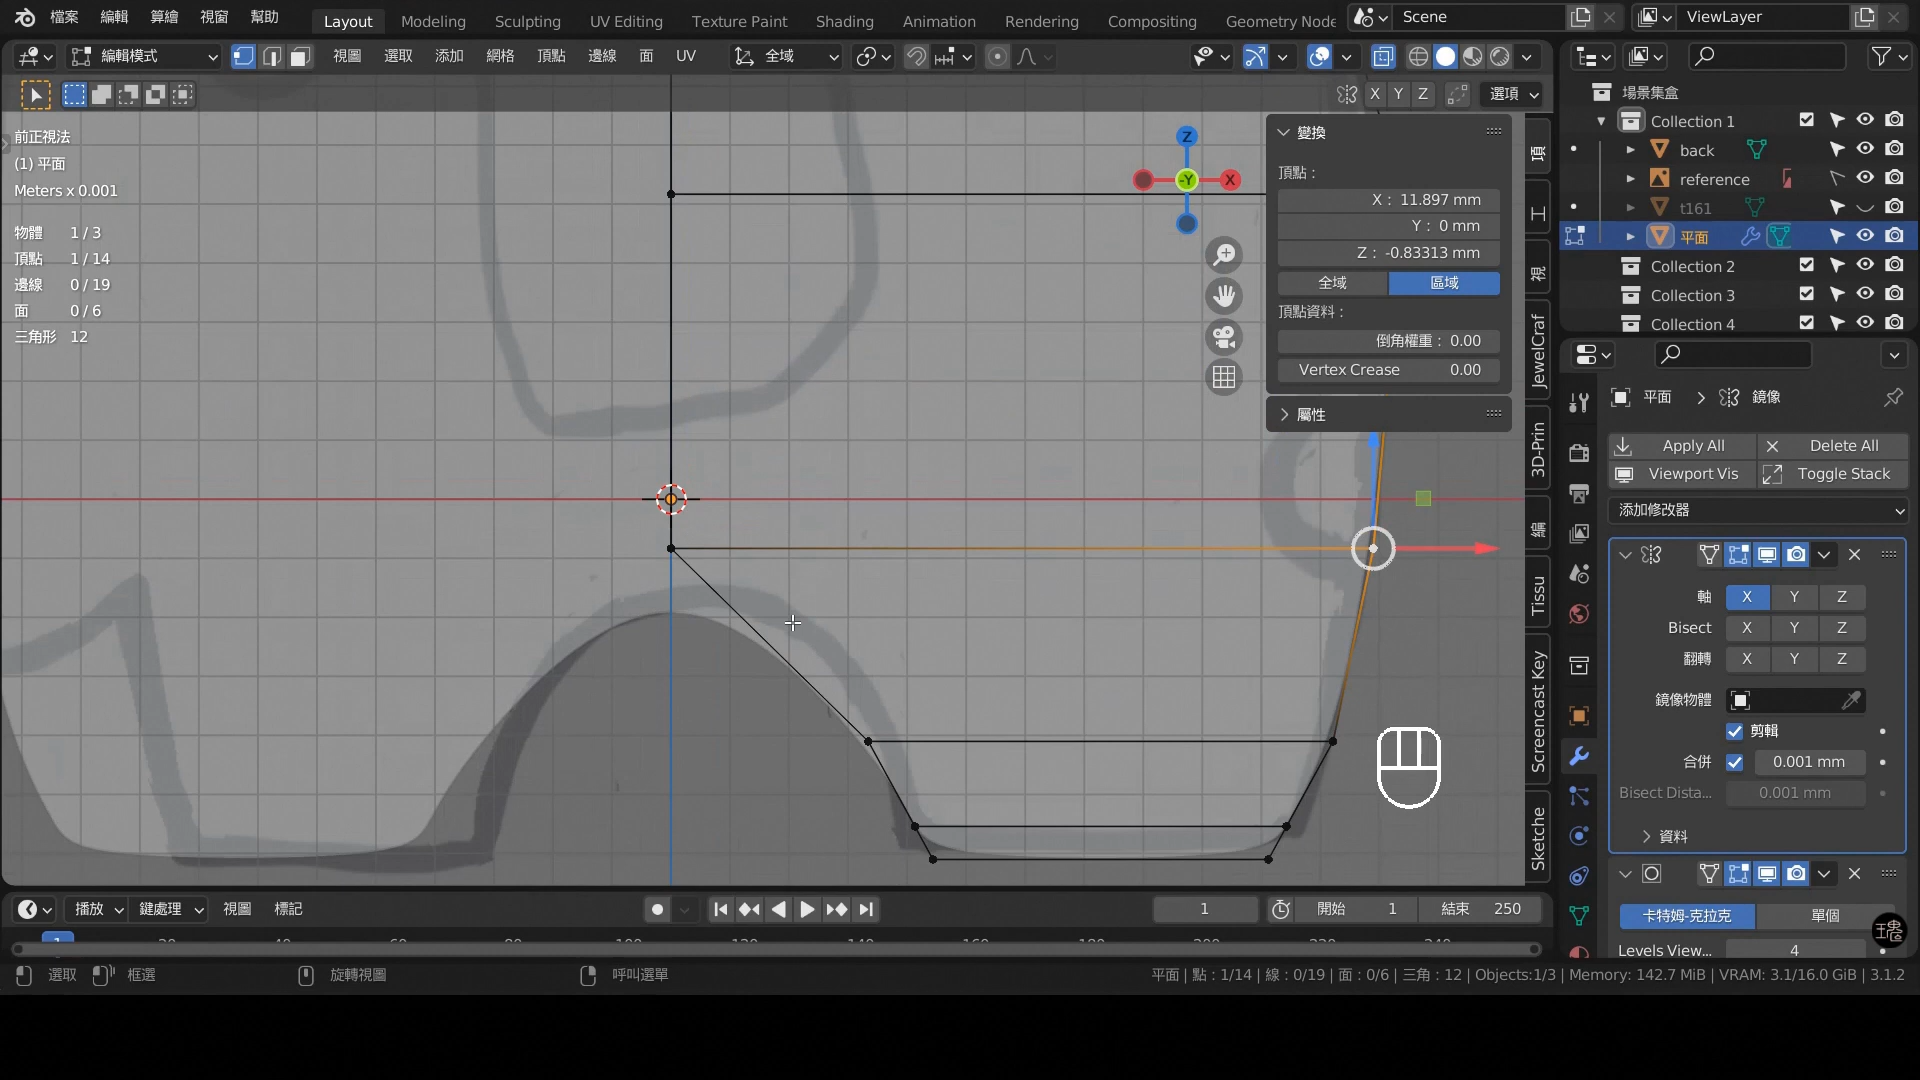 檔案 編輯 算繪 視窗 幫助 Layout Modeling Sculpting UV Editing Texture Paint Shading Animation Rendering Compositing Geometry Node Scene ViewLayer
編輯模式 視圖 選取 添加 網格 頂點 邊線 面 UV 全域
X Y Z 選項
前正視法
(1) 平面
Meters x 0.001
物體 1 / 3
頂點 1 / 14
邊線 0 / 19
面 0 / 6
三角形 12
Z
-Y
X
變換
頂點：
X： 11.897 mm
Y： 0 mm
Z： -0.83313 mm
全域 區域
頂點資料：
倒角權重： 0.00
Vertex Crease 0.00
屬性
項
工
視
JewelCraf
3D-Prin
編
Tissu
Screencast Key
Sketche
場景集盒
Collection 1
back
reference
t161
平面
Collection 2
Collection 3
Collection 4
平面 > 鏡像
Apply All Delete All
Viewport Vis Toggle Stack
添加修改器
軸 X Y Z
Bisect X Y Z
翻轉 X Y Z
鏡像物體
剪輯
合併 0.001 mm
Bisect Dista... 0.001 mm
資料
卡特姆-克拉克 單個
Levels View... 4
播放 鍵處理 視圖 標記 1 開始 1 結束 250
選取 框選 旋轉視圖 呼叫選單 平面 | 點：1/14 | 線：0/19 | 面：0/6 | 三角：12 | Objects:1/3 | Memory: 142.7 MiB | VRAM: 3.1/16.0 GiB | 3.1.2